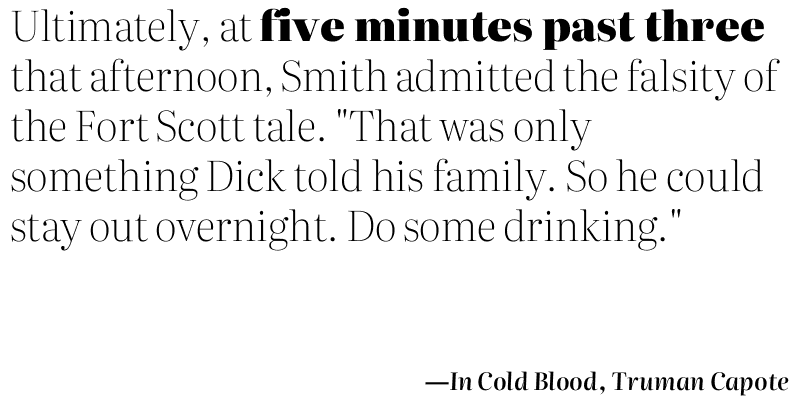 Ultimately, at five minutes past three
that afternoon, Smith admitted the falsity of
the Fort Scott tale. "That was only
something Dick told his family. So he could
stay out overnight. Do some drinking."
—In Cold Blood, Truman Capote